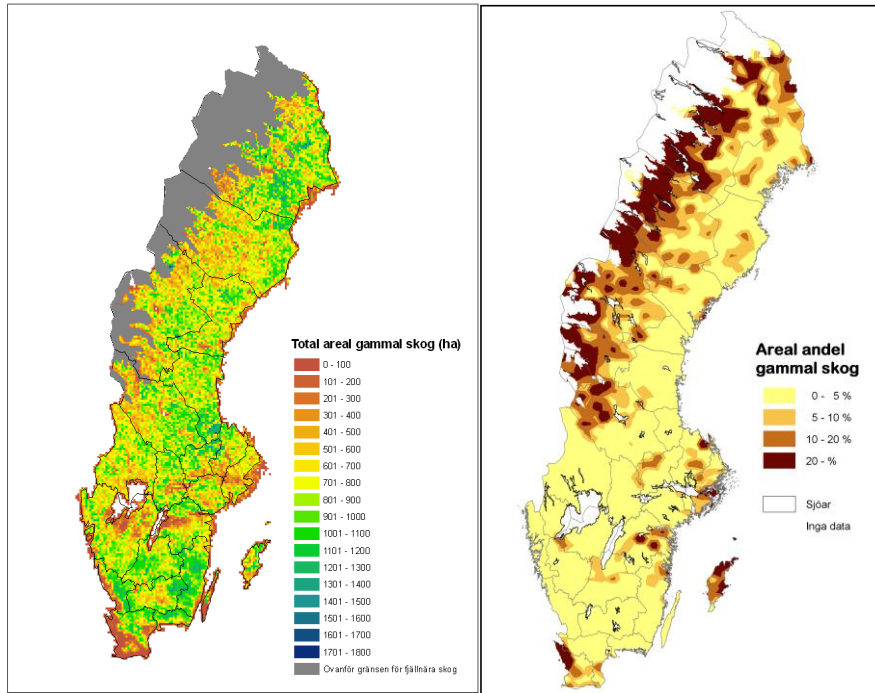 Total areal gammal skog (ha)
0 - 100
101 - 200
201 - 300
301 - 400
401 - 500
501 - 600
601 - 700
701 - 800
801 - 900
901 - 1000
1001 - 1100
1101 - 1200
1201 - 1300
1301 - 1400
1401 - 1500
1501 - 1600
1601 - 1700
1701 - 1800
Ovanför gränsen för fjällnära skog
Areal andel
gammal skog
0 - 5 %
5 - 10 %
10 - 20 %
20 - %
Sjöar
Inga data